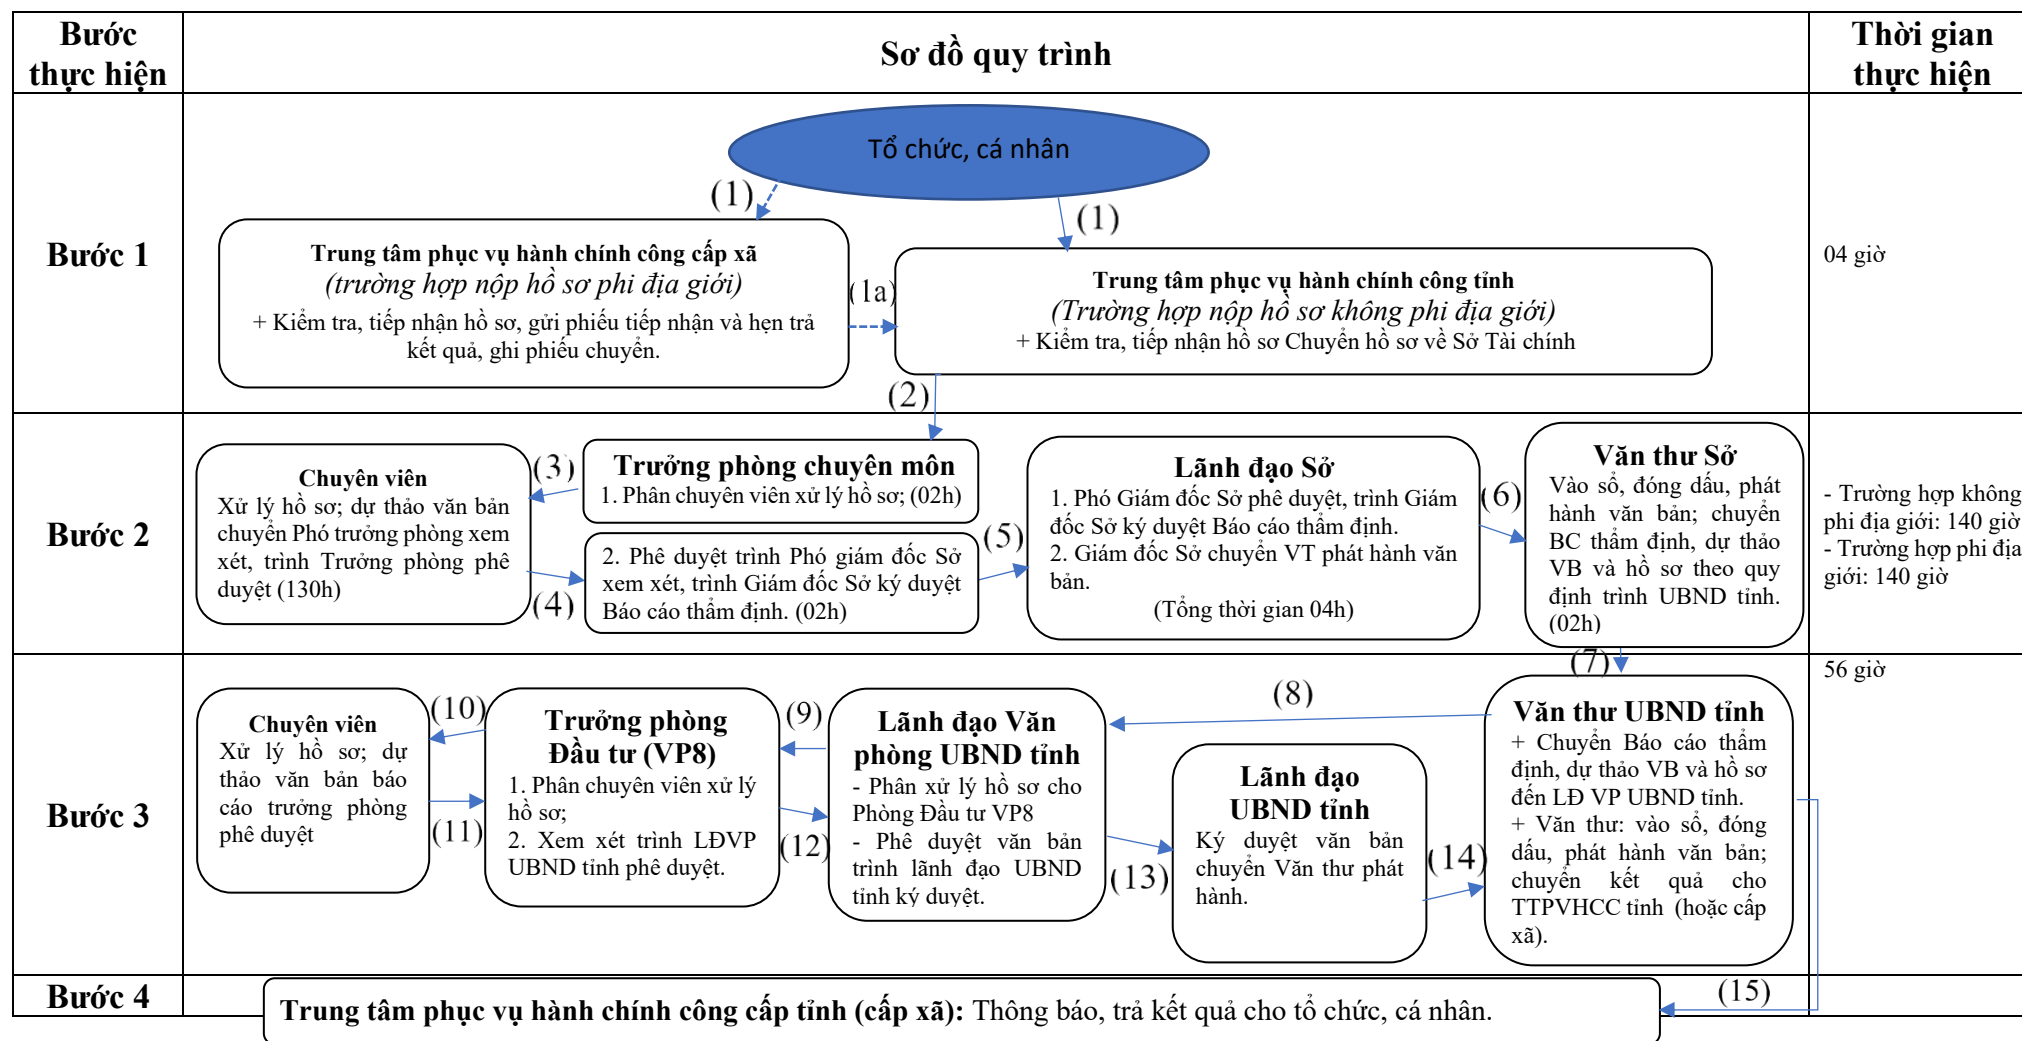 Bước
thực hiện
Sơ đồ quy trình
Thời gian
thực hiện
Bước 1
Tổ chức, cá nhân
(1)
(1)
Trung tâm phục vụ hành chính công cấp xã
(trường hợp nộp hồ sơ phi địa giới)
+ Kiểm tra, tiếp nhận hồ sơ, gửi phiếu tiếp nhận và hẹn trả
kết quả, ghi phiếu chuyển.
(1a)
Trung tâm phục vụ hành chính công tỉnh
(Trường hợp nộp hồ sơ không phi địa giới)
+ Kiểm tra, tiếp nhận hồ sơ Chuyển hồ sơ về Sở Tài chính
04 giờ
(2)
Bước 2
Chuyên viên
Xử lý hồ sơ; dự thảo văn bản
chuyển Phó trưởng phòng xem
xét, trình Trưởng phòng phê
duyệt (130h)
(3)
(4)
Trưởng phòng chuyên môn
1. Phân chuyên viên xử lý hồ sơ; (02h)
2. Phê duyệt trình Phó giám đốc Sở
xem xét, trình Giám đốc Sở ký duyệt
Báo cáo thẩm định. (02h)
(5)
Lãnh đạo Sở
1. Phó Giám đốc Sở phê duyệt, trình Giám
đốc Sở ký duyệt Báo cáo thẩm định.
2. Giám đốc Sở chuyển VT phát hành văn
bản.
(Tổng thời gian 04h)
(6)
Văn thư Sở
Vào sổ, đóng dấu, phát
hành văn bản; chuyển
BC thẩm định, dự thảo
VB và hồ sơ theo quy
định trình UBND tỉnh.
(02h)
- Trường hợp không
phi địa giới: 140 giờ
- Trường hợp phi địa
giới: 140 giờ
(7)
Bước 3
Chuyên viên
Xử lý hồ sơ; dự
thảo văn bản báo
cáo trưởng phòng
phê duyệt
(10)
(11)
Trưởng phòng
Đầu tư (VP8)
1. Phân chuyên viên xử lý
hồ sơ;
2. Xem xét trình LĐVP
UBND tỉnh phê duyệt.
(9)
(12)
Lãnh đạo Văn
phòng UBND tỉnh
- Phân xử lý hồ sơ cho
Phòng Đầu tư VP8
- Phê duyệt văn bản
trình lãnh đạo UBND
tỉnh ký duyệt.
(8)
(13)
Lãnh đạo
UBND tỉnh
Ký duyệt văn bản
chuyển Văn thư phát
hành.
(14)
Văn thư UBND tỉnh
+ Chuyển Báo cáo thẩm
định, dự thảo VB và hồ sơ
đến LĐ VP UBND tỉnh.
+ Văn thư: vào sổ, đóng
dấu, phát hành văn bản;
chuyển kết quả cho
TTPVHCC tỉnh (hoặc cấp
xã).
56 giờ
Bước 4
Trung tâm phục vụ hành chính công cấp tỉnh (cấp xã): Thông báo, trả kết quả cho tổ chức, cá nhân.
(15)